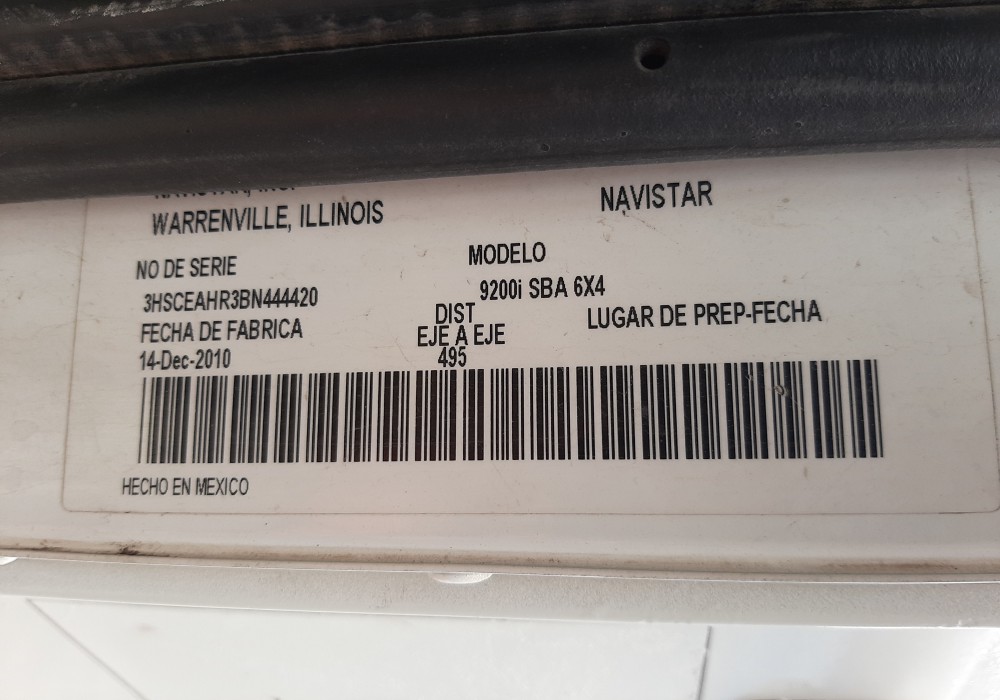 WARRENVILLE, ILLINOIS
NAVISTAR
NO DE SERIE
MODELO
3HSCEAHR3BN444420
9200i SBA 6X4
FECHA DE FABRICA
DIST
EJE A EJE
LUGAR DE PREP-FECHA
14-Dec-2010
495
HECHO EN MEXICO